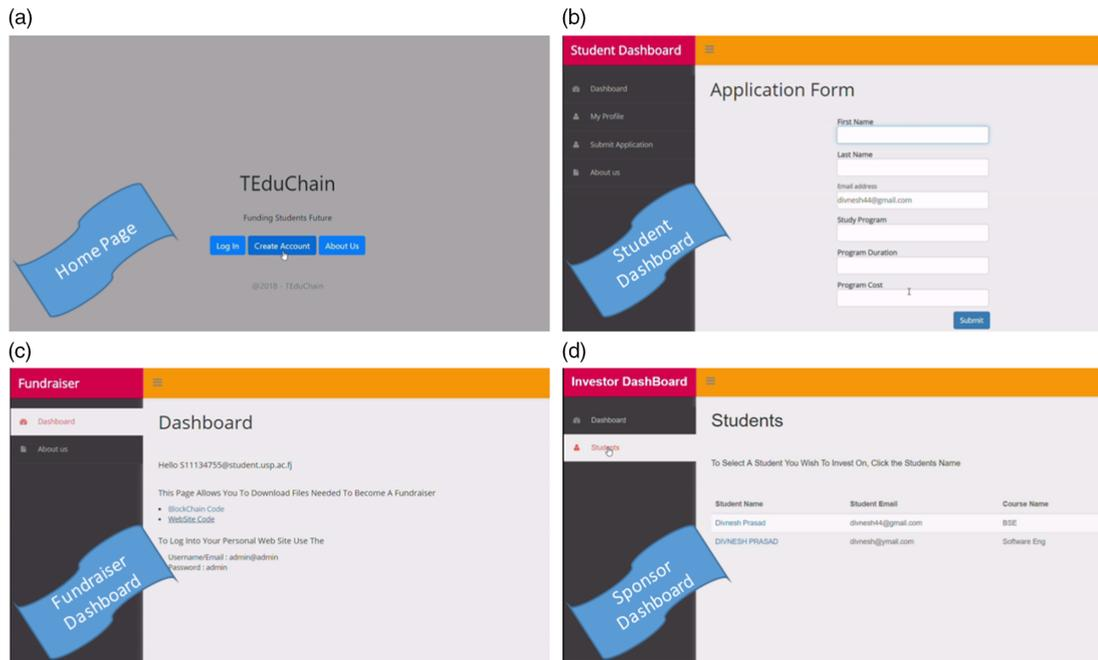 (a)
TEduChain
Funding Students Future
Log In
Create Account
About Us
@2018 - TEduChain
Home Page
(b)
Student Dashboard
Dashboard
My Profile
Submit Application
About us
Application Form
First Name
Last Name
Email address
divnesh44@gmail.com
Study Program
Program Duration
Program Cost
Submit
Student
Dashboard
(c)
Fundraiser
Dashboard
About us
Dashboard
Hello S11134755@student.usp.ac.fj
This Page Allows You To Download Files Needed To Become A Fundraiser
BlockChain Code
WebSite Code
To Log Into Your Personal Web Site Use The
Username/Email : admin@admin
Password : admin
Fundraiser
Dashboard
(d)
Investor DashBoard
Dashboard
Students
Students
To Select A Student You Wish To Invest On, Click the Students Name
Student Name Student Email Course Name
Divnesh Prasad divnesh44@gmail.com BSE
DIVNESH PRASAD divnesh@ymail.com Software Eng
Sponsor
Dashboard